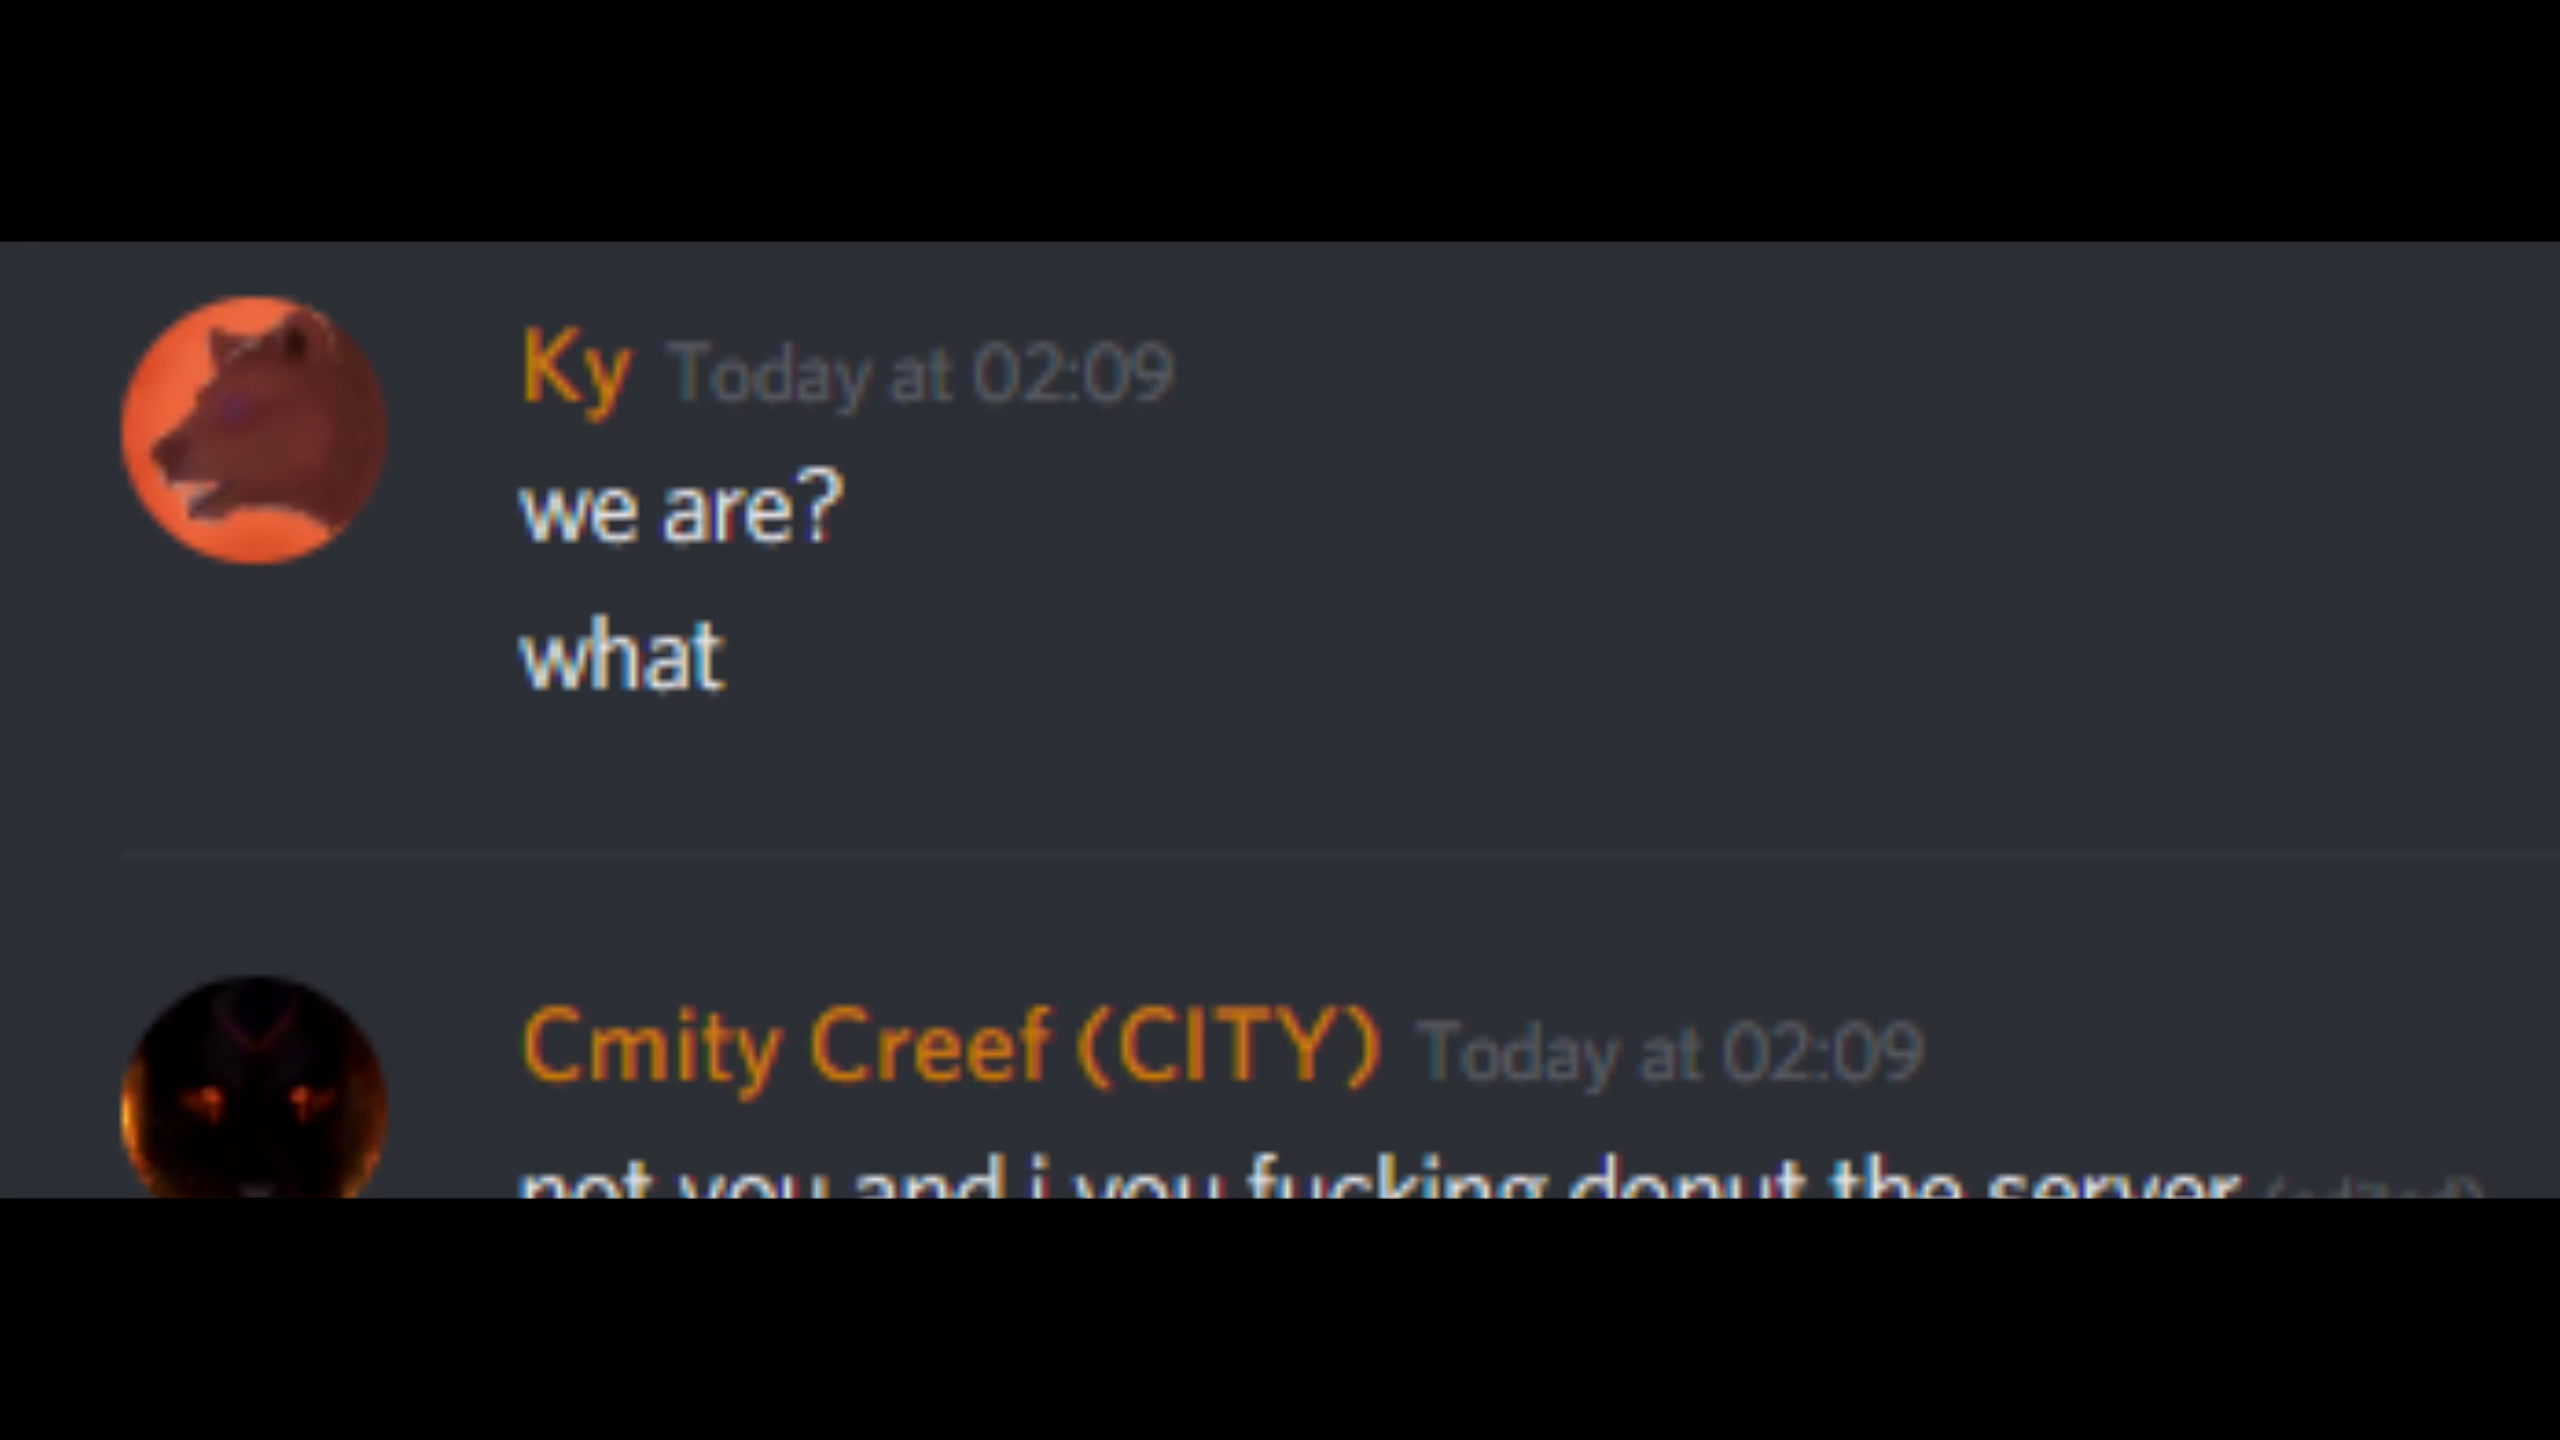 Ky Today at 02:09
we are?
what
Cmity Creef (CITY) Today at 02:09
not you and i you fucking donut the server (edited)